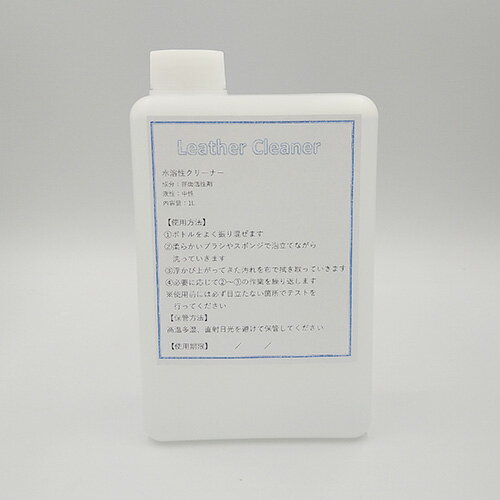 Leather Cleaner
水溶性クリーナー
成分：界面活性剤
液性：中性
内容量：1L
【使用方法】
①ボトルをよく振り混ぜます
②柔らかいブラシやスポンジで泡立てながら
洗っていきます
③浮かび上がってきた汚れを布で拭き取っていきます
④必要に応じて②～③の作業を繰り返します
※使用前には必ず目立たない箇所でテストを
行ってください
【保管方法】
高温多湿、直射日光を避けて保管してください
【使用期限】　／　／